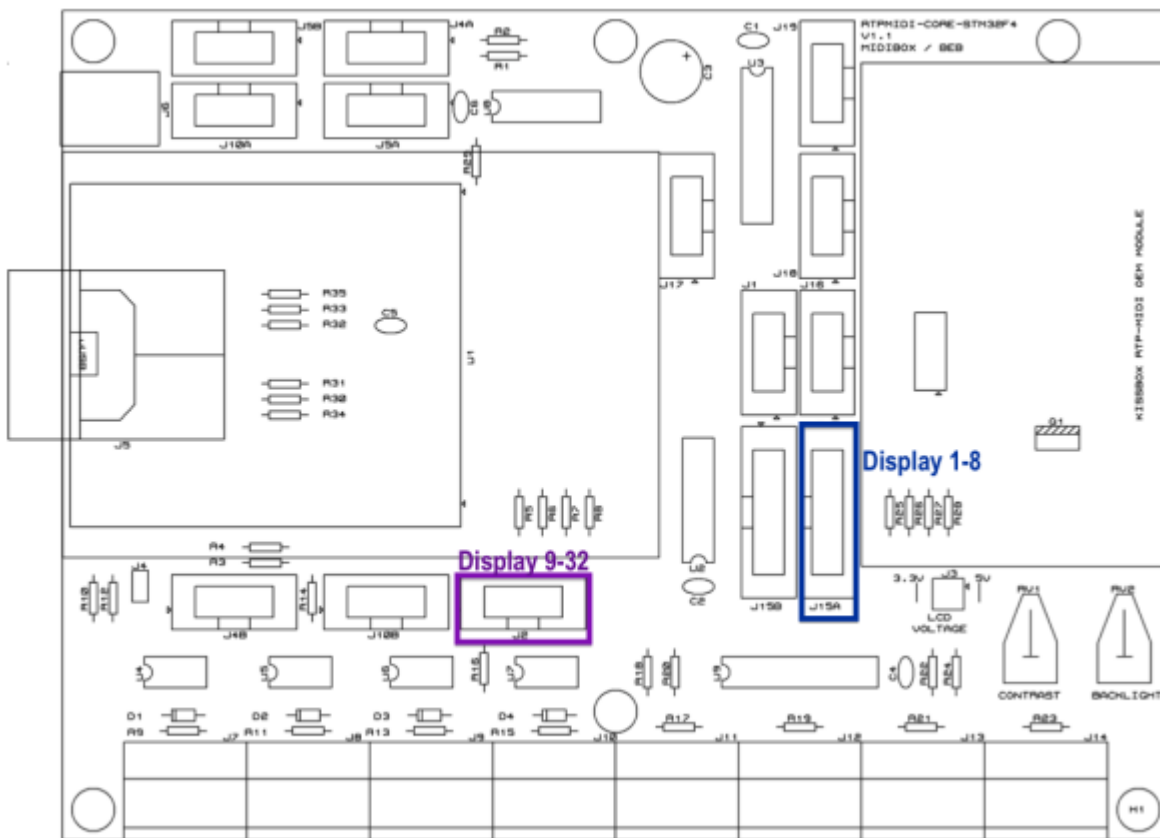 J5B
J4A
R2
R1
C1
J19
RTPMIDI-CORE-STM32F4
V1.1
MIDIBOX / BEB
U3
C3
J6
J10A
J5A
C6
U8
R29
J17
J18
J1
J16
KISSBOX RTP-MIDI OEM MODULE
R35
R33
R32
C5
U1
R31
R30
R34
J5
Q1
Display 1-8
R5
R6
R7
R8
R25
R26
R27
R28
R4
R3
Display 9-32
J4
R10
R12
R14
J4B
J10B
J2
U2
C2
J15B
J15A
3.3V
J3
5V
LCD
VOLTAGE
RV1
RV2
CONTRAST
BACKLIGHT
U4
U5
U6
R16
U7
R18
R20
U9
C4
R22
R24
D1
D2
D3
D4
R9
R11
R13
R15
R17
R19
R21
R23
J7
J8
J9
J10
J11
J12
J13
J14
H1